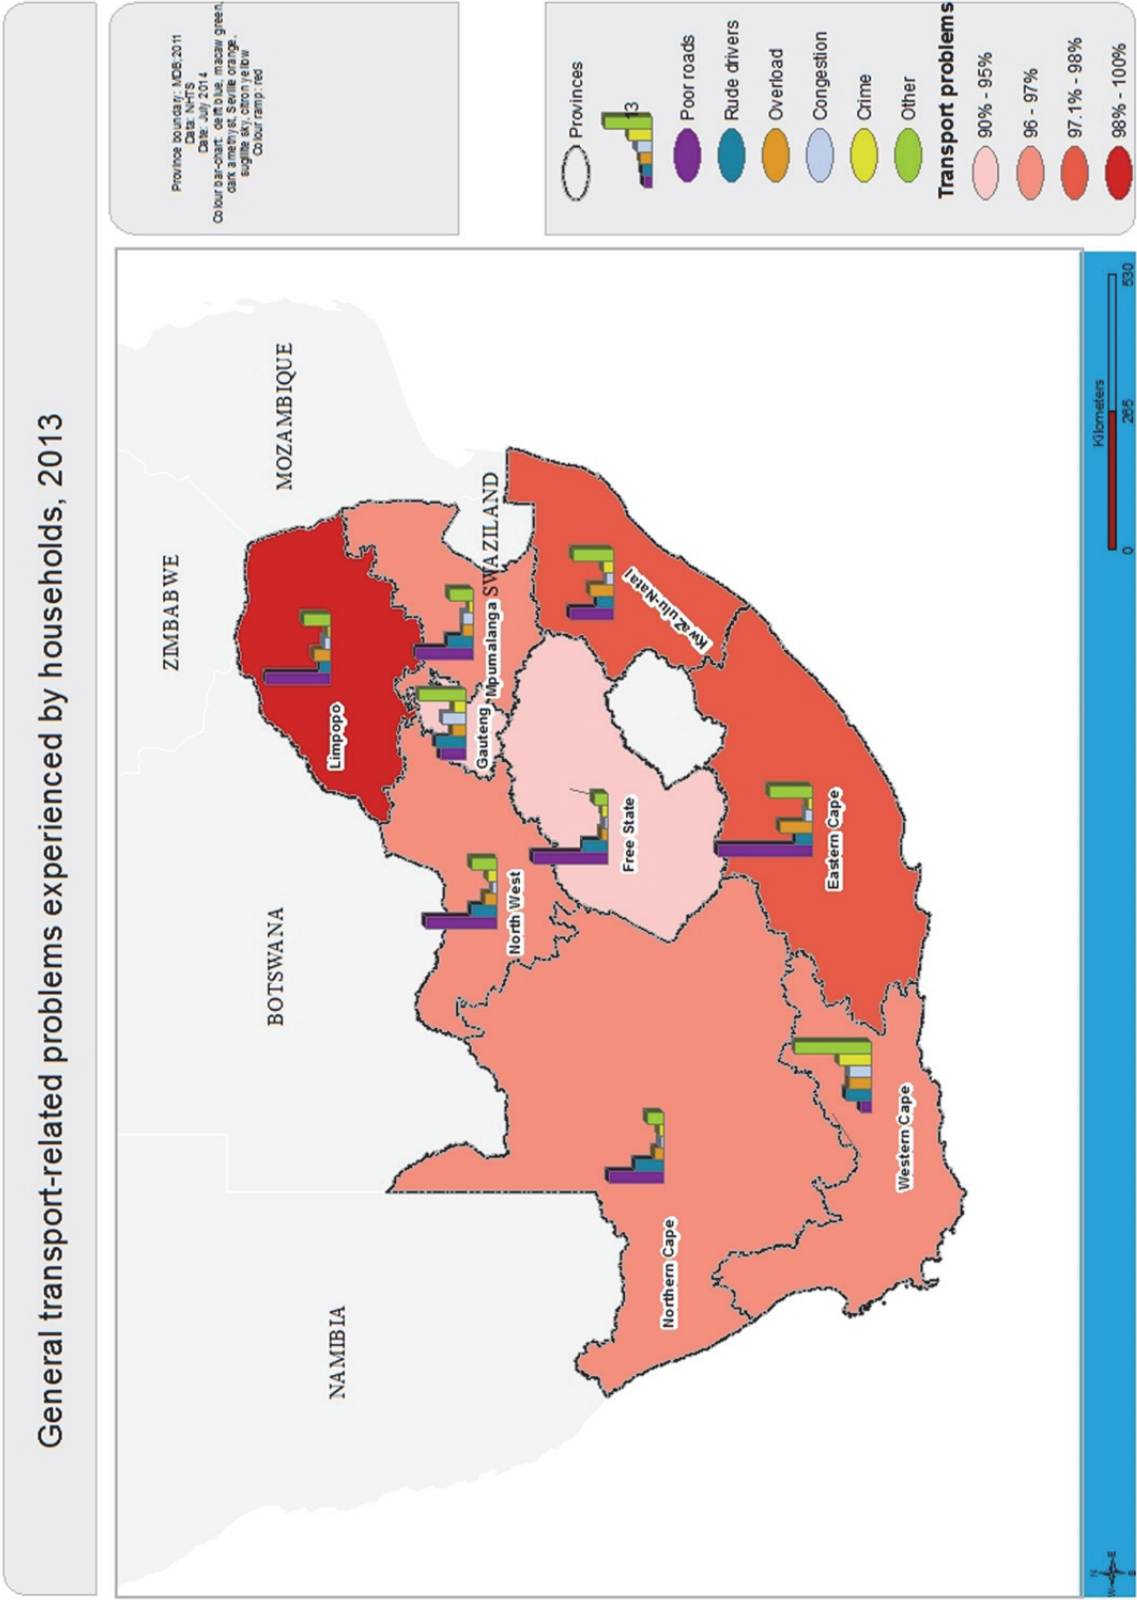 General transport-related problems experienced by households, 2013
Province boundary: MDB;2011
Data: NHTS
Date: July 2014
Colour bar-chart: delft blue, macaw green,
dark amethyst, Seville orange,
sugilite sky, citron yellow
Colour ramp: red
ZIMBABWE
MOZAMBIQUE
BOTSWANA
NAMIBIA
SWAZILAND
Limpopo
Mpumalanga
Gauteng
North West
Free State
KwaZulu-Natal
Eastern Cape
Northern Cape
Western Cape
Provinces
13
Poor roads
Rude drivers
Overload
Congestion
Crime
Other
Transport problems
90% - 95%
96 - 97%
97.1% - 98%
98% - 100%
Kilometers
0 265 530
N
W E
S